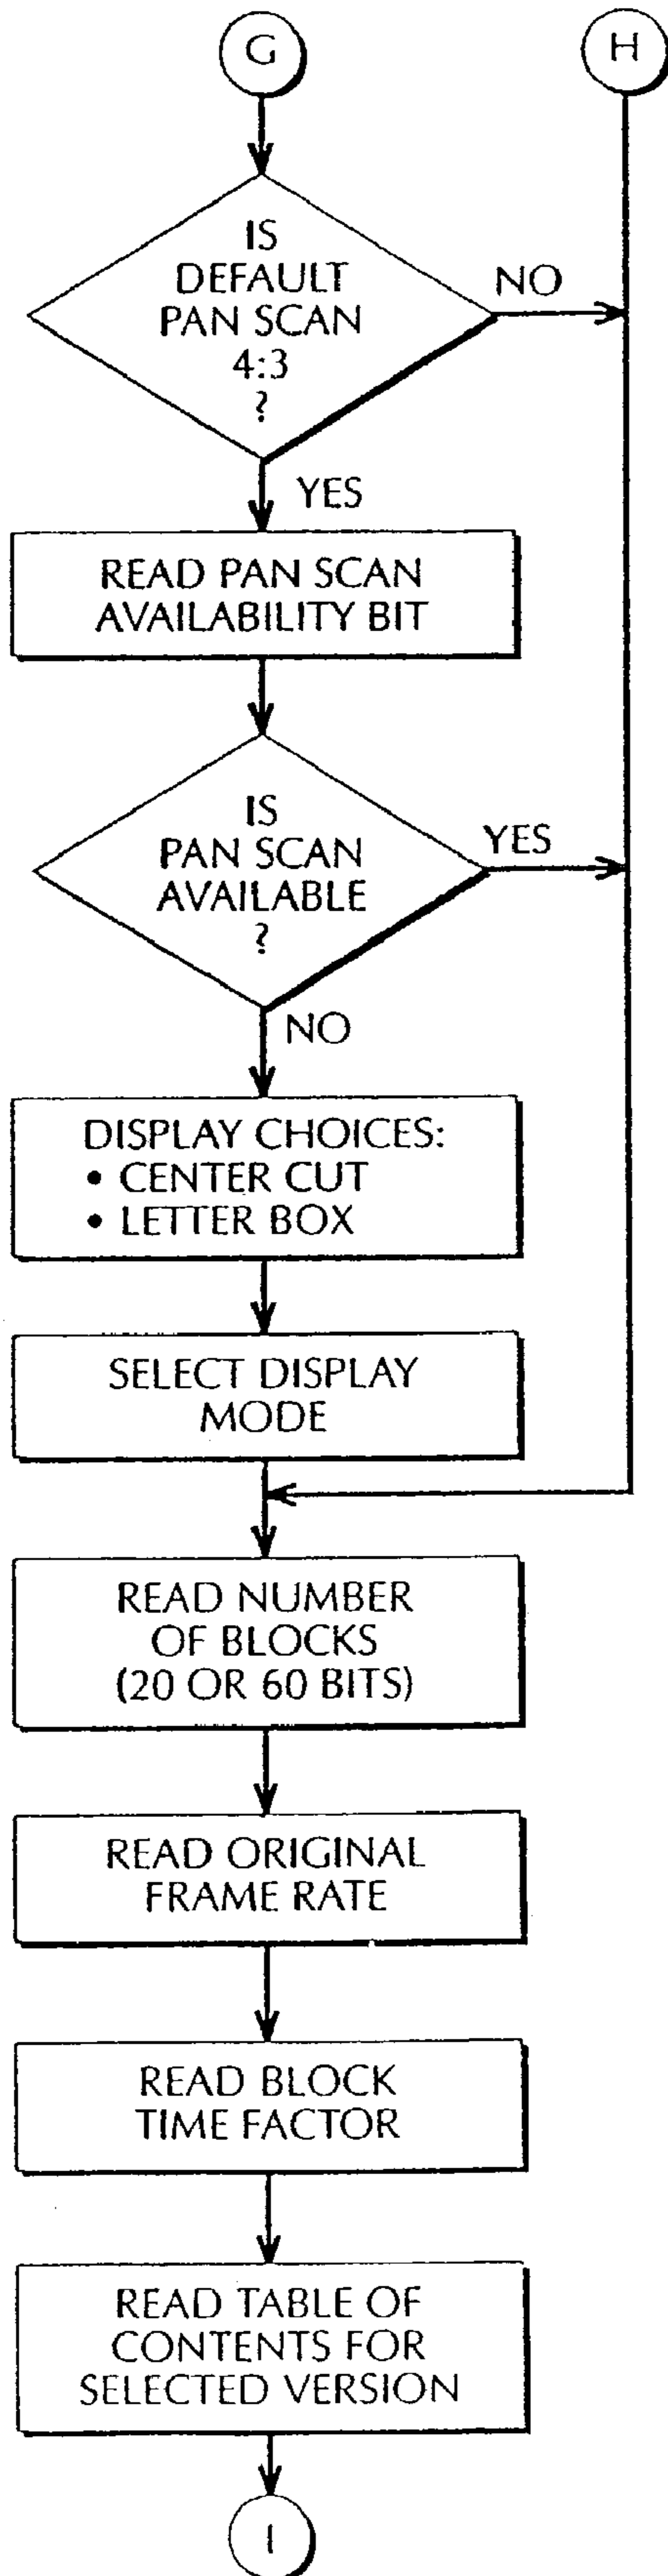 G
H
IS
DEFAULT
PAN SCAN
4:3
?
NO
YES
READ PAN SCAN
AVAILABILITY BIT
IS
PAN SCAN
AVAILABLE
?
YES
NO
DISPLAY CHOICES:
• CENTER CUT
• LETTER BOX
SELECT DISPLAY
MODE
READ NUMBER
OF BLOCKS
(20 OR 60 BITS)
READ ORIGINAL
FRAME RATE
READ BLOCK
TIME FACTOR
READ TABLE OF
CONTENTS FOR
SELECTED VERSION
I